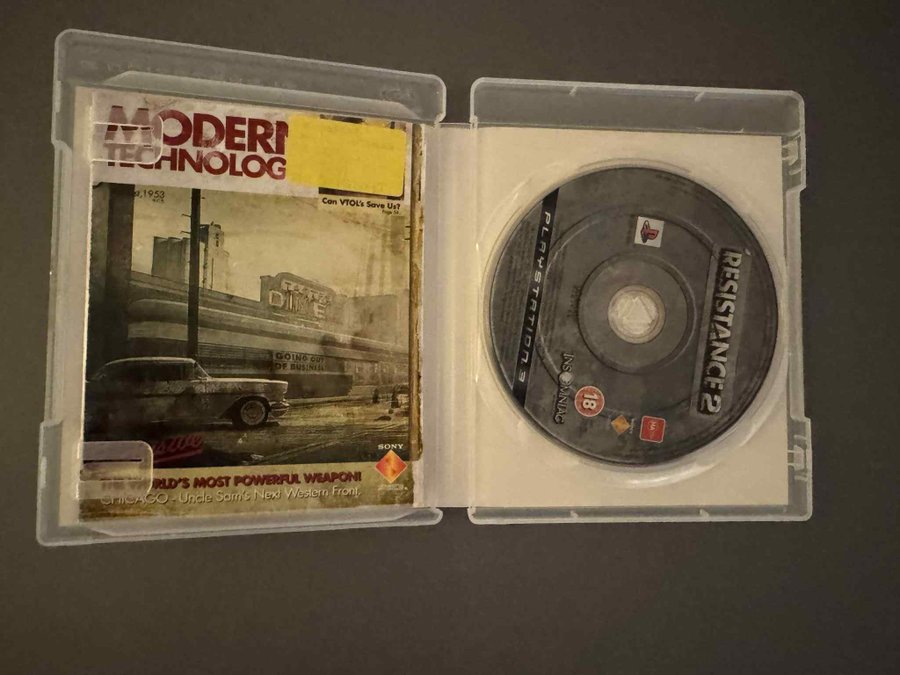 MODERN
TECHNOLOG
Can VTOL's Save Us?
1953
DINE
GOING OUT
OF BUSINESS
SONY
WORLD'S MOST POWERFUL WEAPON!
CHICAGO - Uncle Sam's Next Western Front.
PLAYSTATION 3
RESISTANCE 2
INSOMNIAC
18